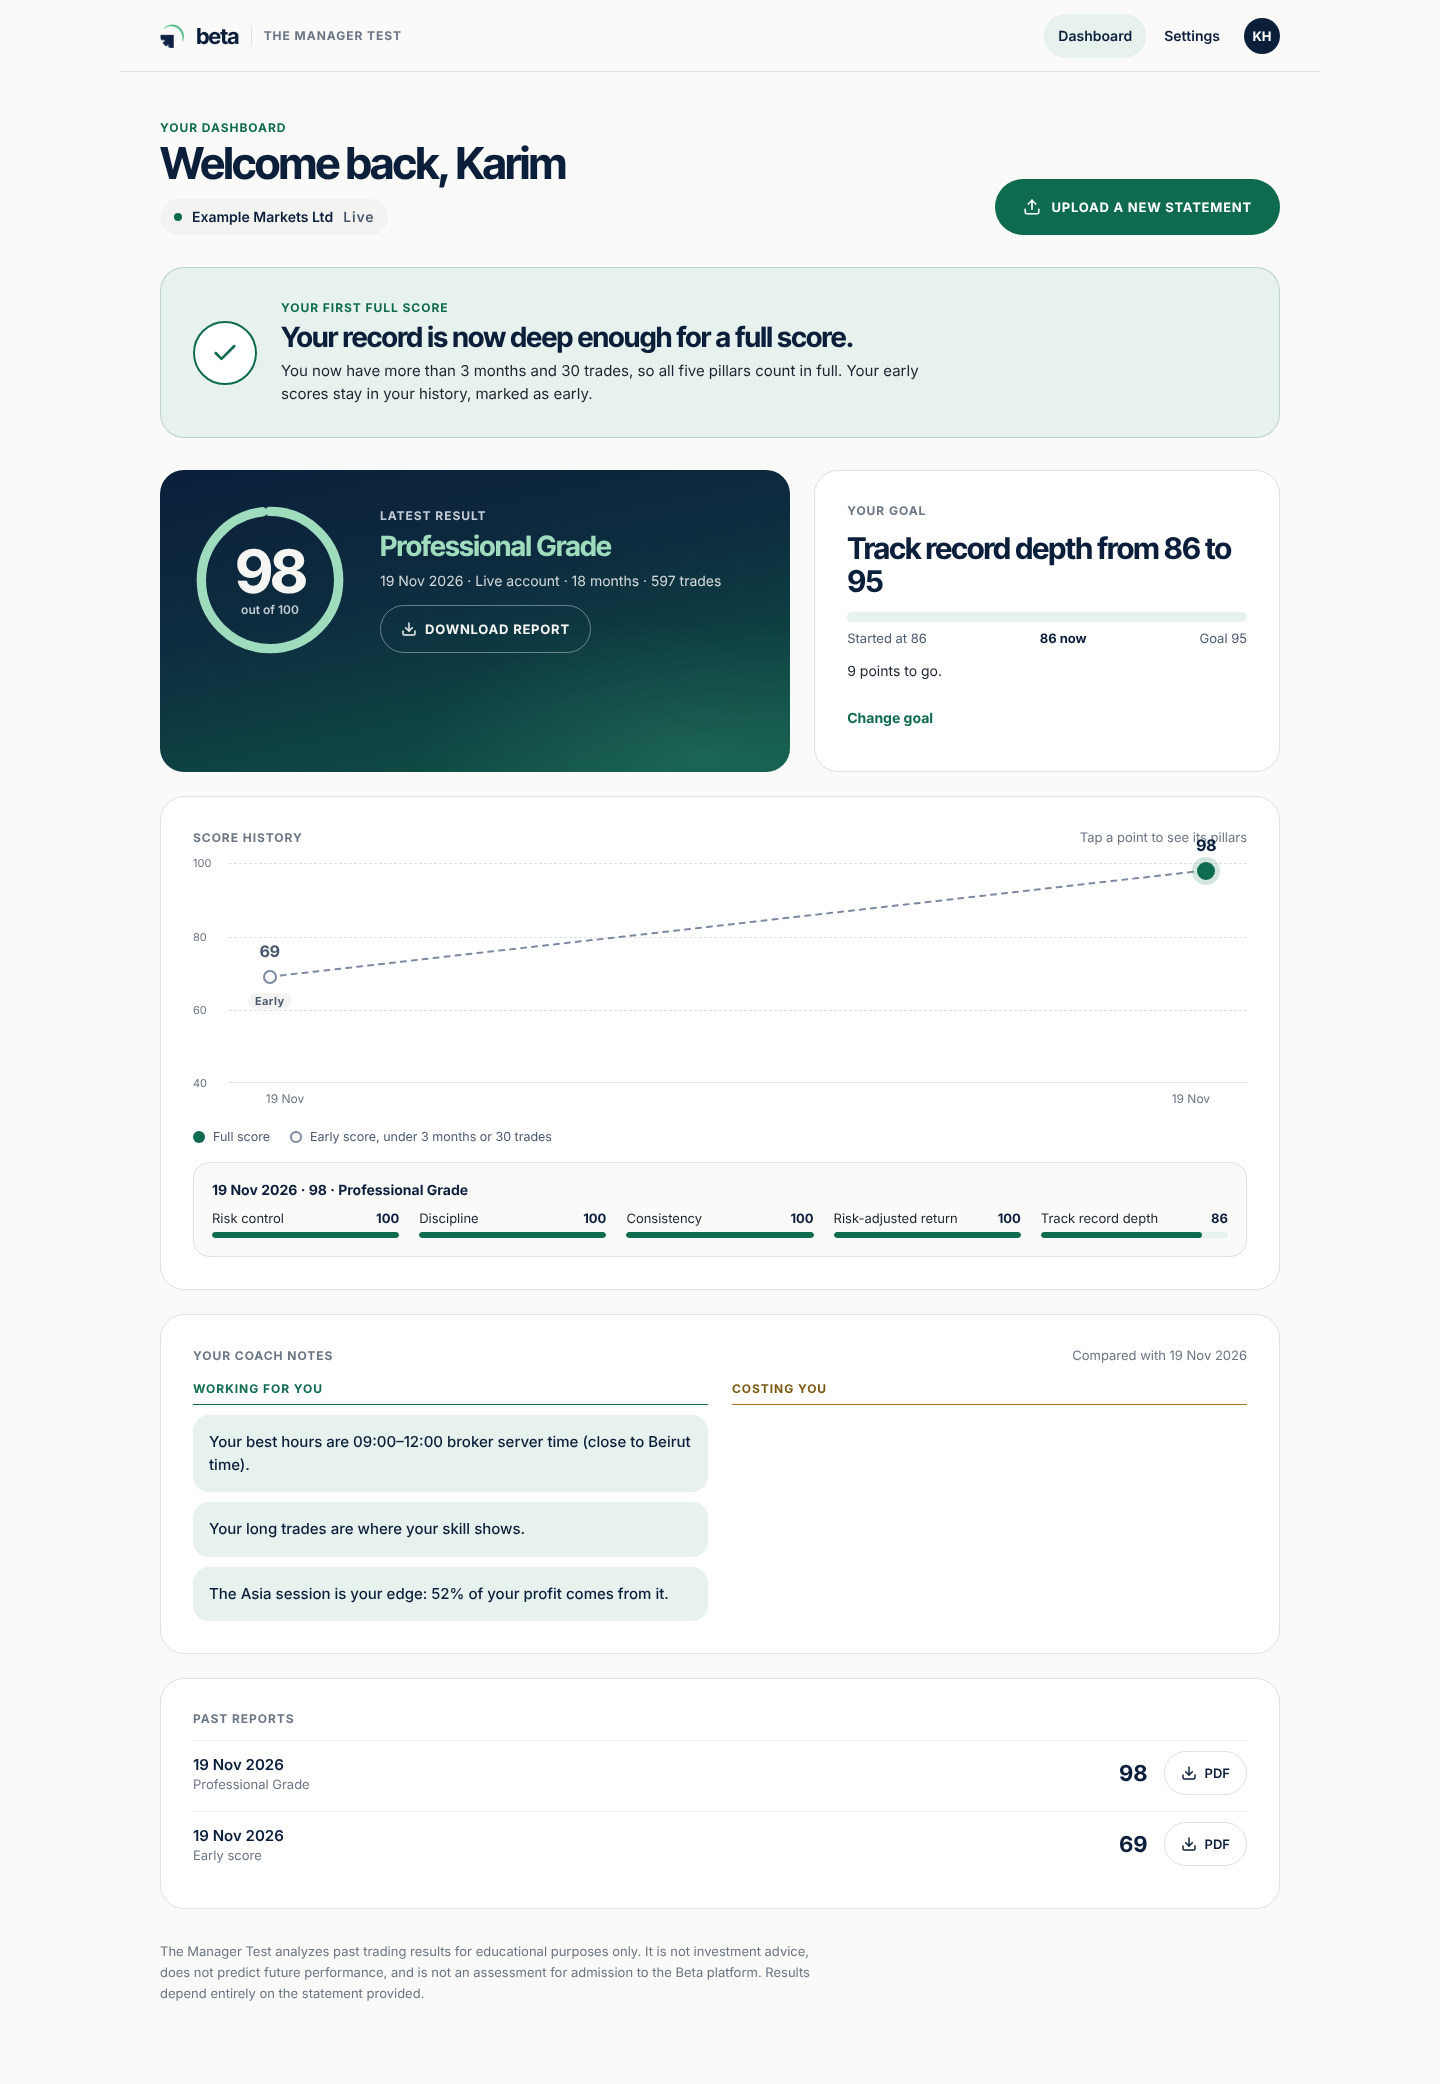 beta
THE MANAGER TEST
Dashboard
Settings
KH
YOUR DASHBOARD
Welcome back, Karim
Example Markets Ltd Live
UPLOAD A NEW STATEMENT
YOUR FIRST FULL SCORE
Your record is now deep enough for a full score.
You now have more than 3 months and 30 trades, so all five pillars count in full. Your early
scores stay in your history, marked as early.
98
out of 100
LATEST RESULT
Professional Grade
19 Nov 2026 · Live account · 18 months · 597 trades
DOWNLOAD REPORT
YOUR GOAL
Track record depth from 86 to
95
Started at 86
86 now
Goal 95
9 points to go.
Change goal
SCORE HISTORY
Tap a point to see its pillars
98
100
80
69
Early
60
40
19 Nov
19 Nov
Full score
Early score, under 3 months or 30 trades
19 Nov 2026 · 98 · Professional Grade
Risk control 100
Discipline 100
Consistency 100
Risk-adjusted return 100
Track record depth 86
YOUR COACH NOTES
Compared with 19 Nov 2026
WORKING FOR YOU
Your best hours are 09:00–12:00 broker server time (close to Beirut
time).
Your long trades are where your skill shows.
The Asia session is your edge: 52% of your profit comes from it.
COSTING YOU
PAST REPORTS
19 Nov 2026
Professional Grade
98
PDF
19 Nov 2026
Early score
69
PDF
The Manager Test analyzes past trading results for educational purposes only. It is not investment advice,
does not predict future performance, and is not an assessment for admission to the Beta platform. Results
depend entirely on the statement provided.